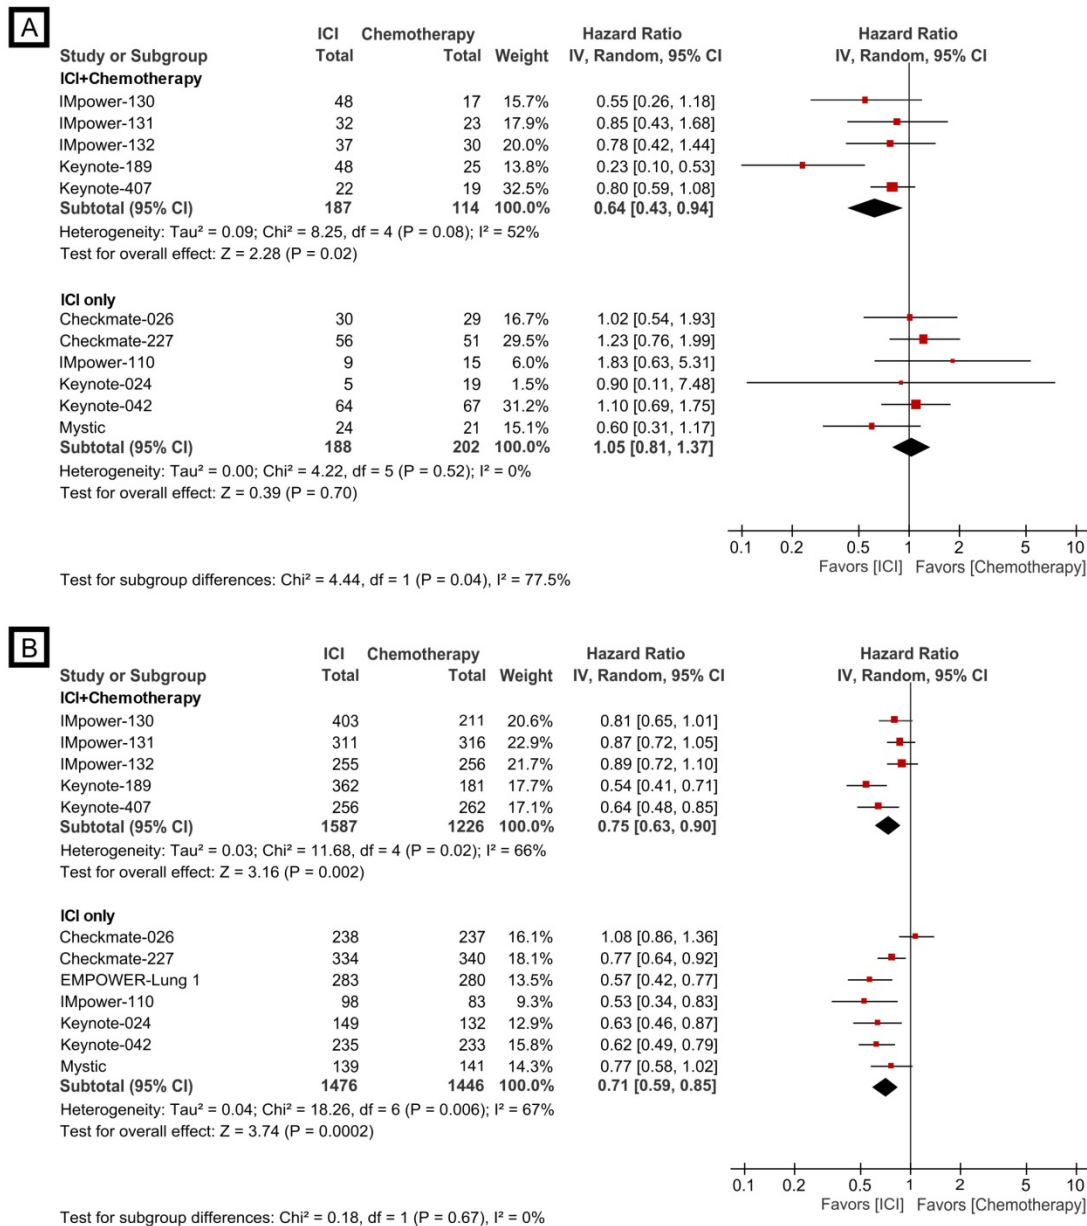 A
ICI Chemotherapy Hazard Ratio Hazard Ratio
Study or Subgroup Total Total Weight IV, Random, 95% CI IV, Random, 95% CI
ICI+Chemotherapy
IMpower-130 48 17 15.7% 0.55 [0.26, 1.18]
IMpower-131 32 23 17.9% 0.85 [0.43, 1.68]
IMpower-132 37 30 20.0% 0.78 [0.42, 1.44]
Keynote-189 48 25 13.8% 0.23 [0.10, 0.53]
Keynote-407 22 19 32.5% 0.80 [0.59, 1.08]
Subtotal (95% CI) 187 114 100.0% 0.64 [0.43, 0.94]
Heterogeneity: Tau² = 0.09; Chi² = 8.25, df = 4 (P = 0.08); I² = 52%
Test for overall effect: Z = 2.28 (P = 0.02)
ICI only
Checkmate-026 30 29 16.7% 1.02 [0.54, 1.93]
Checkmate-227 56 51 29.5% 1.23 [0.76, 1.99]
IMpower-110 9 15 6.0% 1.83 [0.63, 5.31]
Keynote-024 5 19 1.5% 0.90 [0.11, 7.48]
Keynote-042 64 67 31.2% 1.10 [0.69, 1.75]
Mystic 24 21 15.1% 0.60 [0.31, 1.17]
Subtotal (95% CI) 188 202 100.0% 1.05 [0.81, 1.37]
Heterogeneity: Tau² = 0.00; Chi² = 4.22, df = 5 (P = 0.52); I² = 0%
Test for overall effect: Z = 0.39 (P = 0.70)
0.1 0.2 0.5 1 2 5 10
Favors [ICI] Favors [Chemotherapy]
Test for subgroup differences: Chi² = 4.44, df = 1 (P = 0.04), I² = 77.5%
B
ICI Chemotherapy Hazard Ratio Hazard Ratio
Study or Subgroup Total Total Weight IV, Random, 95% CI IV, Random, 95% CI
ICI+Chemotherapy
IMpower-130 403 211 20.6% 0.81 [0.65, 1.01]
IMpower-131 311 316 22.9% 0.87 [0.72, 1.05]
IMpower-132 255 256 21.7% 0.89 [0.72, 1.10]
Keynote-189 362 181 17.7% 0.54 [0.41, 0.71]
Keynote-407 256 262 17.1% 0.64 [0.48, 0.85]
Subtotal (95% CI) 1587 1226 100.0% 0.75 [0.63, 0.90]
Heterogeneity: Tau² = 0.03; Chi² = 11.68, df = 4 (P = 0.02); I² = 66%
Test for overall effect: Z = 3.16 (P = 0.002)
ICI only
Checkmate-026 238 237 16.1% 1.08 [0.86, 1.36]
Checkmate-227 334 340 18.1% 0.77 [0.64, 0.92]
EMPOWER-Lung 1 283 280 13.5% 0.57 [0.42, 0.77]
IMpower-110 98 83 9.3% 0.53 [0.34, 0.83]
Keynote-024 149 132 12.9% 0.63 [0.46, 0.87]
Keynote-042 235 233 15.8% 0.62 [0.49, 0.79]
Mystic 139 141 14.3% 0.77 [0.58, 1.02]
Subtotal (95% CI) 1476 1446 100.0% 0.71 [0.59, 0.85]
Heterogeneity: Tau² = 0.04; Chi² = 18.26, df = 6 (P = 0.006); I² = 67%
Test for overall effect: Z = 3.74 (P = 0.0002)
0.1 0.2 0.5 1 2 5 10
Favors [ICI] Favors [Chemotherapy]
Test for subgroup differences: Chi² = 0.18, df = 1 (P = 0.67), I² = 0%